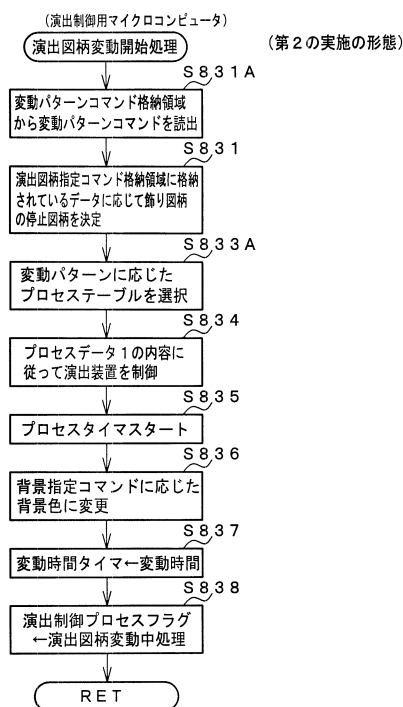 (演出制御用マイクロコンピュータ)
演出図柄変動開始処理
(第２の実施の形態)
Ｓ８３１Ａ
変動パターンコマンド格納領域
から変動パターンコマンドを読出
Ｓ８３１
演出図柄指定コマンド格納領域に格納
されているデータに応じて飾り図柄
の停止図柄を決定
Ｓ８３３Ａ
変動パターンに応じた
プロセステーブルを選択
Ｓ８３４
プロセスデータ１の内容に
従って演出装置を制御
Ｓ８３５
プロセスタイマスタート
Ｓ８３６
背景指定コマンドに応じた
背景色に変更
Ｓ８３７
変動時間タイマ←変動時間
Ｓ８３８
演出制御プロセスフラグ
←演出図柄変動中処理
ＲＥＴ